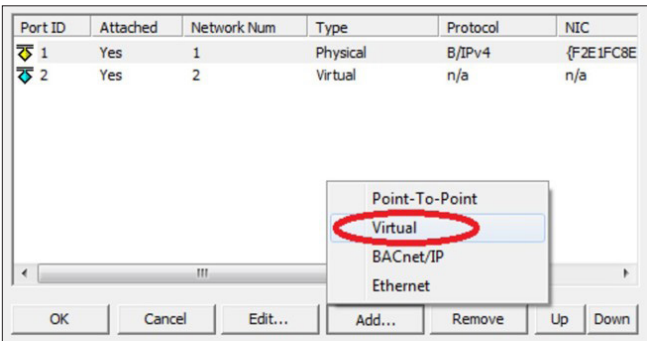 Port ID Attached Network Num Type Protocol NIC
1 Yes 1 Physical B/IPv4 {F2E1FC8E
2 Yes 2 Virtual n/a n/a
Point-To-Point
Virtual
BACnet/IP
Ethernet
OK Cancel Edit... Add... Remove Up Down